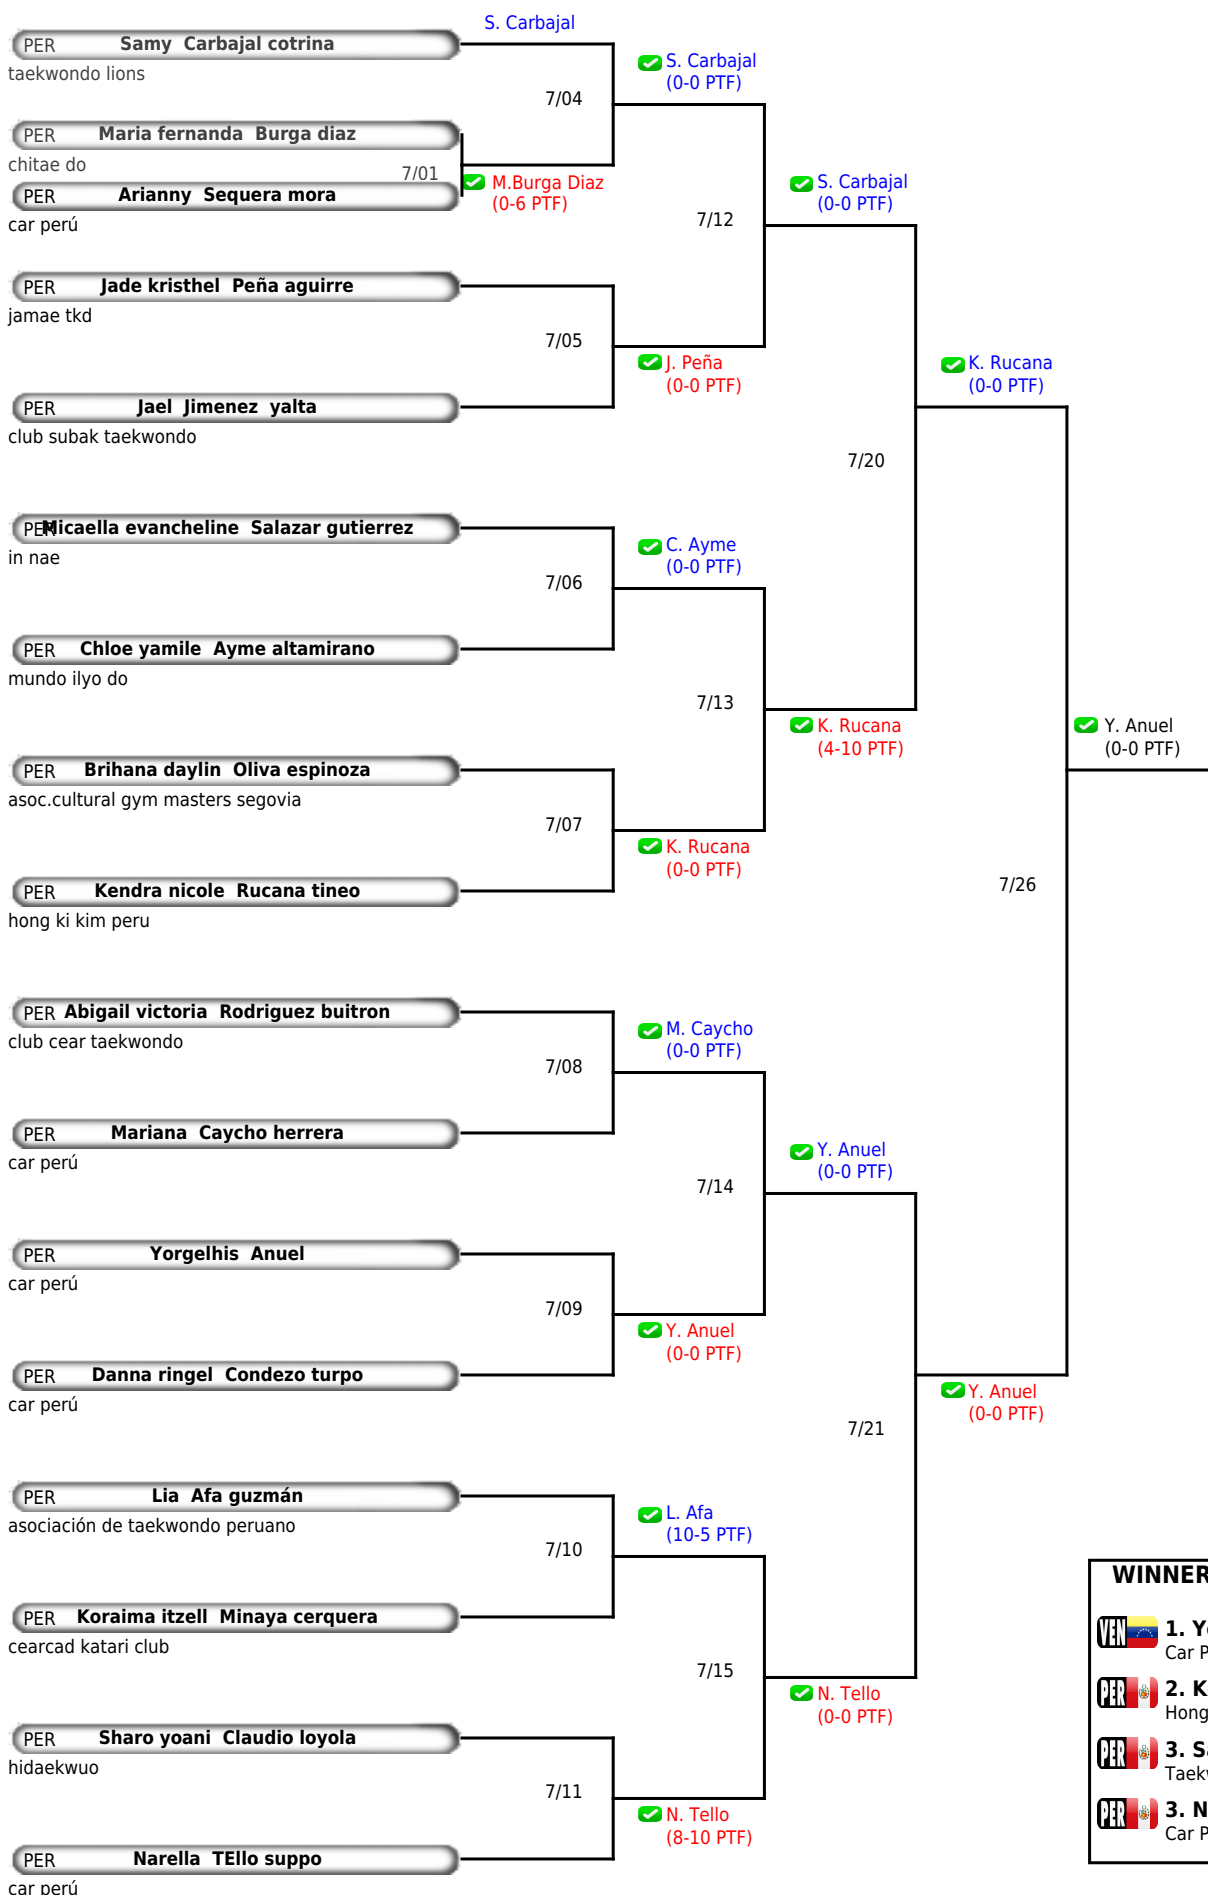 S. Carbajal
PER Samy Carbajal cotrina
taekwondo lions
S. Carbajal
(0-0 PTF)
7/04
PER Maria fernanda Burga diaz
chitae do
7/01
M.Burga Diaz
(0-6 PTF)
PER Arianny Sequera mora
car perú
S. Carbajal
(0-0 PTF)
7/12
PER Jade kristhel Peña aguirre
jamae tkd
7/05
J. Peña
(0-0 PTF)
K. Rucana
(0-0 PTF)
PER Jael Jimenez yalta
club subak taekwondo
7/20
PER Micaella evancheline Salazar gutierrez
in nae
C. Ayme
(0-0 PTF)
7/06
PER Chloe yamile Ayme altamirano
mundo ilyo do
7/13
K. Rucana
(4-10 PTF)
Y. Anuel
(0-0 PTF)
PER Brihana daylin Oliva espinoza
asoc.cultural gym masters segovia
7/07
K. Rucana
(0-0 PTF)
PER Kendra nicole Rucana tineo
hong ki kim peru
7/26
PER Abigail victoria Rodriguez buitron
club cear taekwondo
M. Caycho
(0-0 PTF)
7/08
PER Mariana Caycho herrera
car perú
Y. Anuel
(0-0 PTF)
7/14
PER Yorgelhis Anuel
car perú
7/09
Y. Anuel
(0-0 PTF)
PER Danna ringel Condezo turpo
car perú
Y. Anuel
(0-0 PTF)
7/21
PER Lia Afa guzmán
asociación de taekwondo peruano
L. Afa
(10-5 PTF)
7/10
PER Koraima itzell Minaya cerquera
cearcad katari club
7/15
N. Tello
(0-0 PTF)
PER Sharo yoani Claudio loyola
hidaekwuo
7/11
N. Tello
(8-10 PTF)
PER Narella TEllo suppo
car perú
WINNER
VEN 1. Y
Car P
PER 2. K
Hong
PER 3. Sa
Taek
PER 3. N
Car P